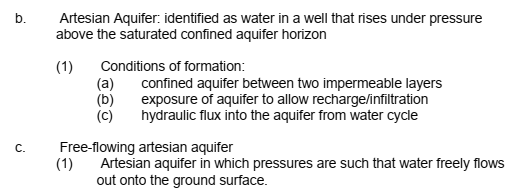 b. Artesian Aquifer: identified as water in a well that rises under pressure
above the saturated confined aquifer horizon
(1) Conditions of formation:
(a) confined aquifer between two impermeable layers
(b) exposure of aquifer to allow recharge/infiltration
(c) hydraulic flux into the aquifer from water cycle
c. Free-flowing artesian aquifer
(1) Artesian aquifer in which pressures are such that water freely flows
out onto the ground surface.